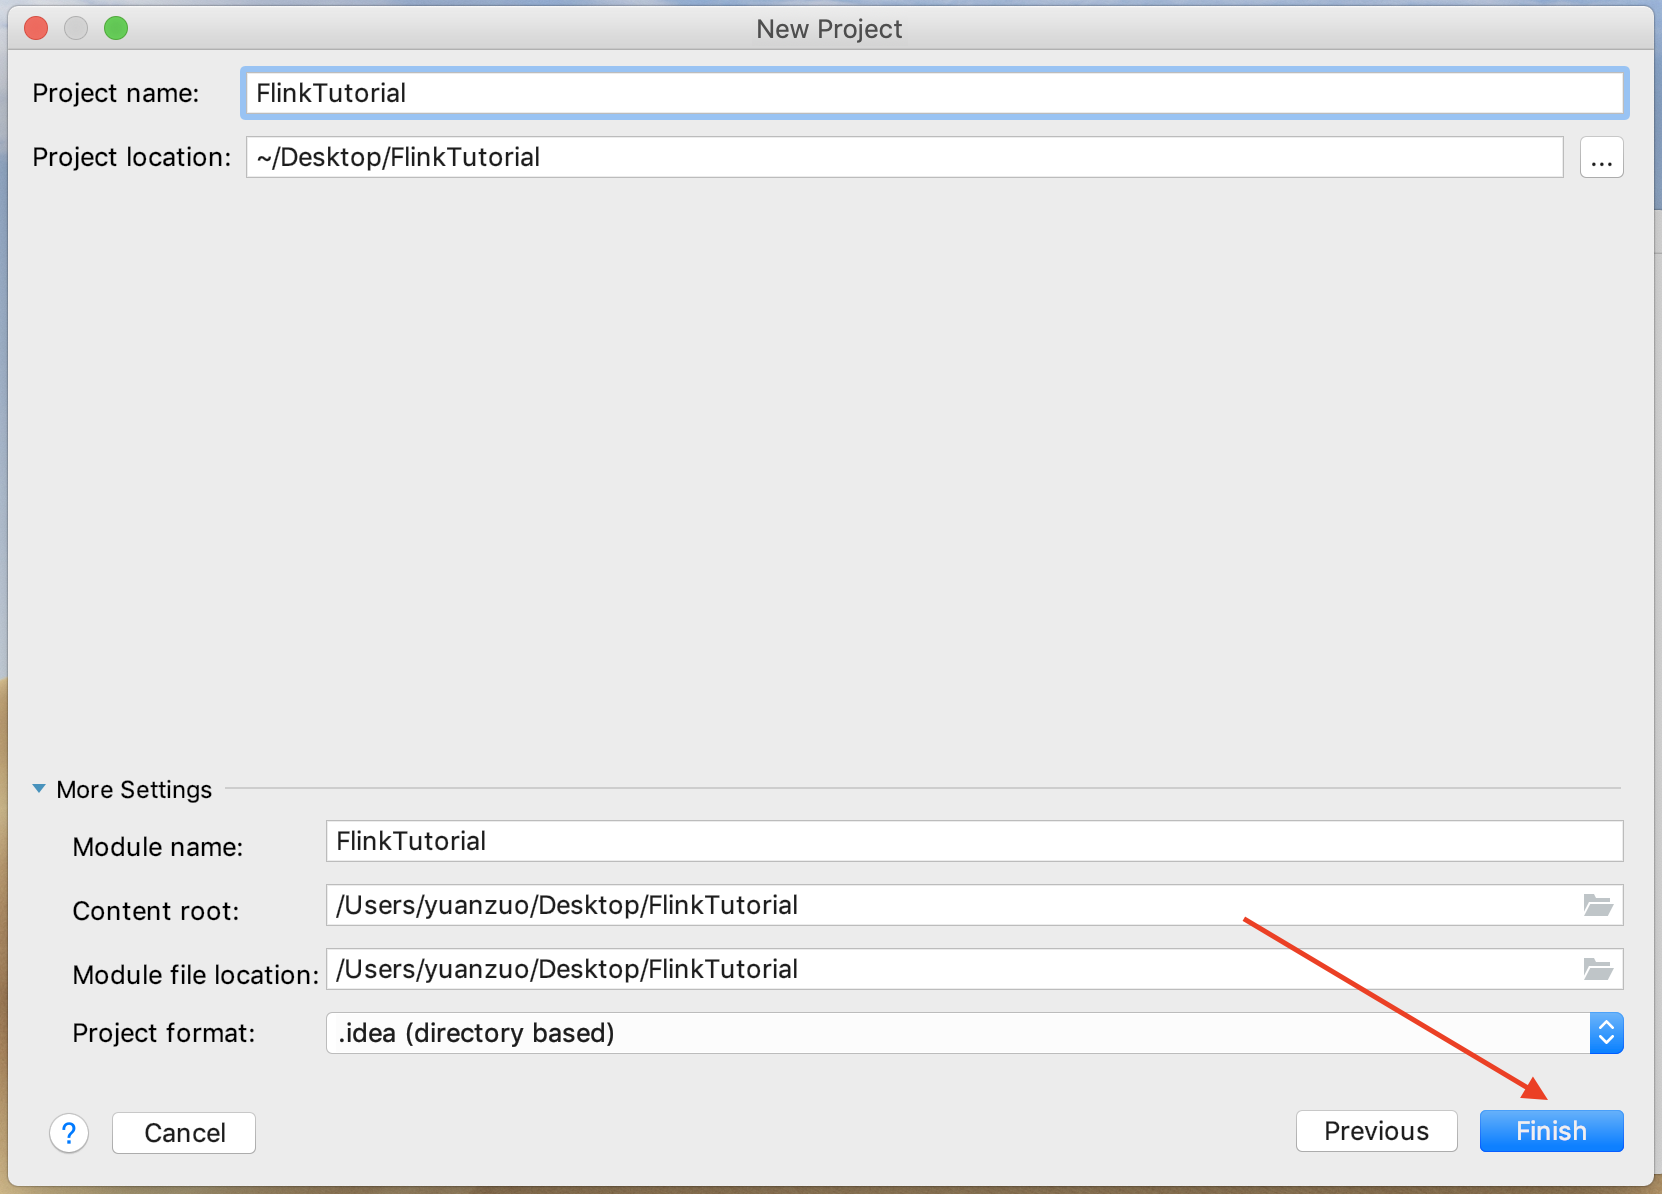 New Project
Project name: FlinkTutorial
Project location: ~/Desktop/FlinkTutorial ...
More Settings
Module name: FlinkTutorial
Content root: /Users/yuanzuo/Desktop/FlinkTutorial
Module file location: /Users/yuanzuo/Desktop/FlinkTutorial
Project format: .idea (directory based)
? Cancel Previous Finish